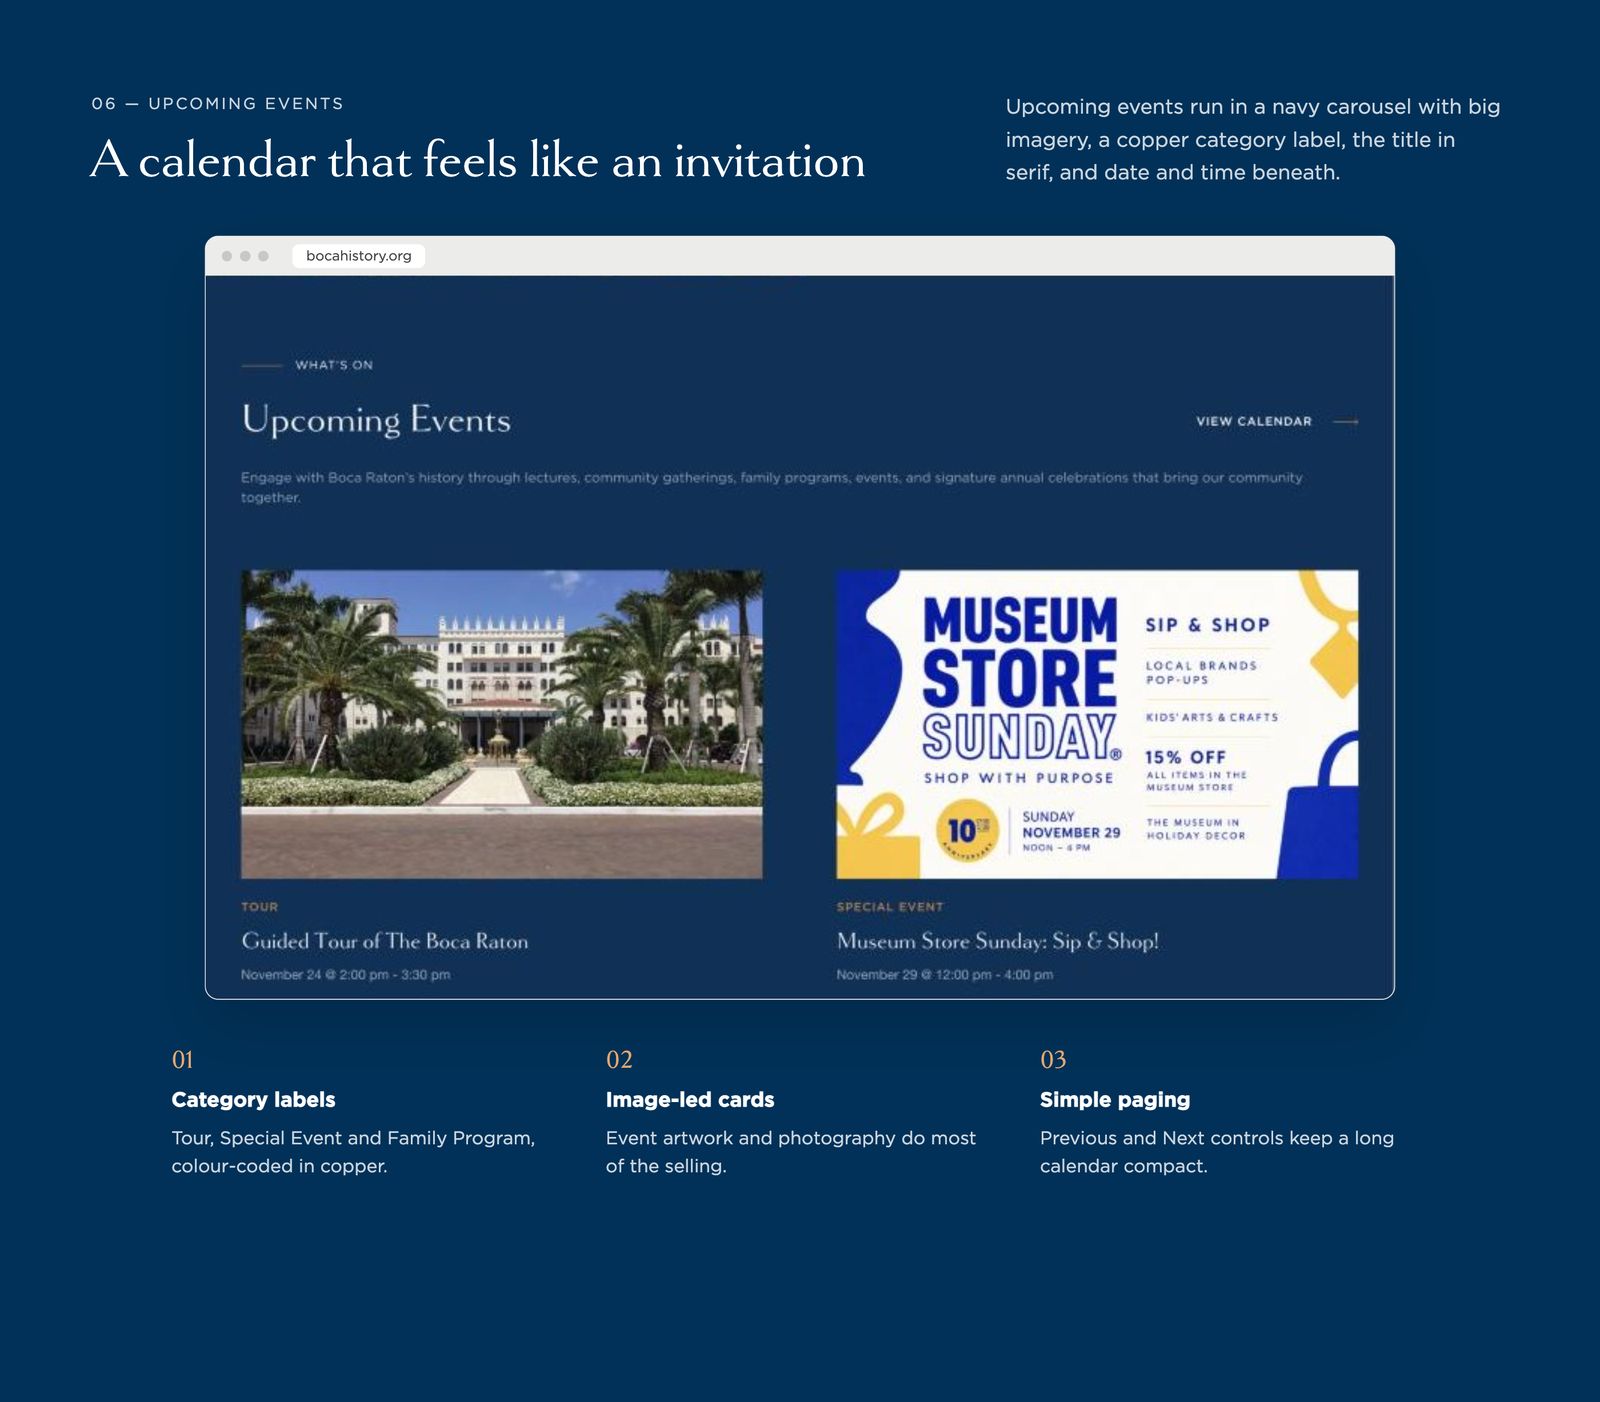 06 — UPCOMING EVENTS
A calendar that feels like an invitation
Upcoming events run in a navy carousel with big
imagery, a copper category label, the title in
serif, and date and time beneath.
bocahistory.org
WHAT'S ON
Upcoming Events
VIEW CALENDAR
Engage with Boca Raton's history through lectures, community gatherings, family programs, events, and signature annual celebrations that bring our community
together.
MUSEUM
STORE
SUNDAY®
SHOP WITH PURPOSE
10
ANNIVERSARY
SUNDAY
NOVEMBER 29
NOON – 4 PM
SIP & SHOP
LOCAL BRANDS
POP-UPS
KIDS' ARTS & CRAFTS
15% OFF
ALL ITEMS IN THE
MUSEUM STORE
THE MUSEUM IN
HOLIDAY DECOR
TOUR
Guided Tour of The Boca Raton
November 24 @ 2:00 pm - 3:30 pm
SPECIAL EVENT
Museum Store Sunday: Sip & Shop!
November 29 @ 12:00 pm - 4:00 pm
01
Category labels
Tour, Special Event and Family Program,
colour-coded in copper.
02
Image-led cards
Event artwork and photography do most
of the selling.
03
Simple paging
Previous and Next controls keep a long
calendar compact.